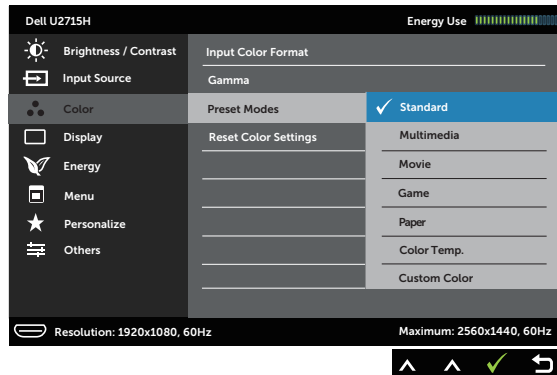 Dell U2715H Energy Use
Brightness / Contrast
Input Source
Color
Display
Energy
Menu
Personalize
Others
Input Color Format
Gamma
Preset Modes
Reset Color Settings
Standard
Multimedia
Movie
Game
Paper
Color Temp.
Custom Color
Resolution: 1920x1080, 60Hz Maximum: 2560x1440, 60Hz